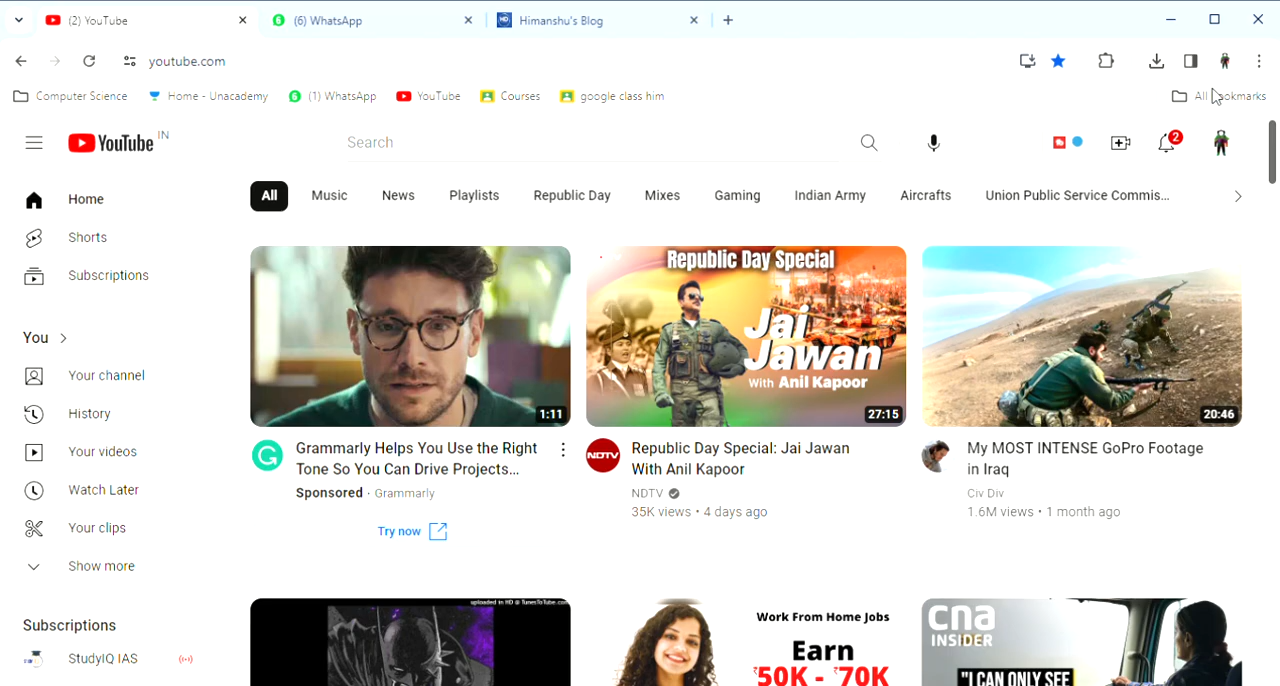 (2) YouTube
(6) WhatsApp
Himanshu's Blog
youtube.com
Computer Science
Home - Unacademy
(1) WhatsApp
YouTube
Courses
google class him
All Bookmarks
YouTube IN
Search
2
Home
Shorts
Subscriptions
You
Your channel
History
Your videos
Watch Later
Your clips
Show more
Subscriptions
StudyIQ IAS
All
Music
News
Playlists
Republic Day
Mixes
Gaming
Indian Army
Aircrafts
Union Public Service Commis...
1:11
Grammarly Helps You Use the Right
Tone So You Can Drive Projects...
Sponsored · Grammarly
Try now
Republic Day Special
Jai
Jawan
With Anil Kapoor
27:15
NDTV
Republic Day Special: Jai Jawan
With Anil Kapoor
NDTV
35K views • 4 days ago
20:46
My MOST INTENSE GoPro Footage
in Iraq
Civ Div
1.6M views • 1 month ago
uploaded in HD @ TunesToTube.com
Work From Home Jobs
Earn
₹50K - ₹70K
cna
INSIDER
"I CAN ONLY SEE